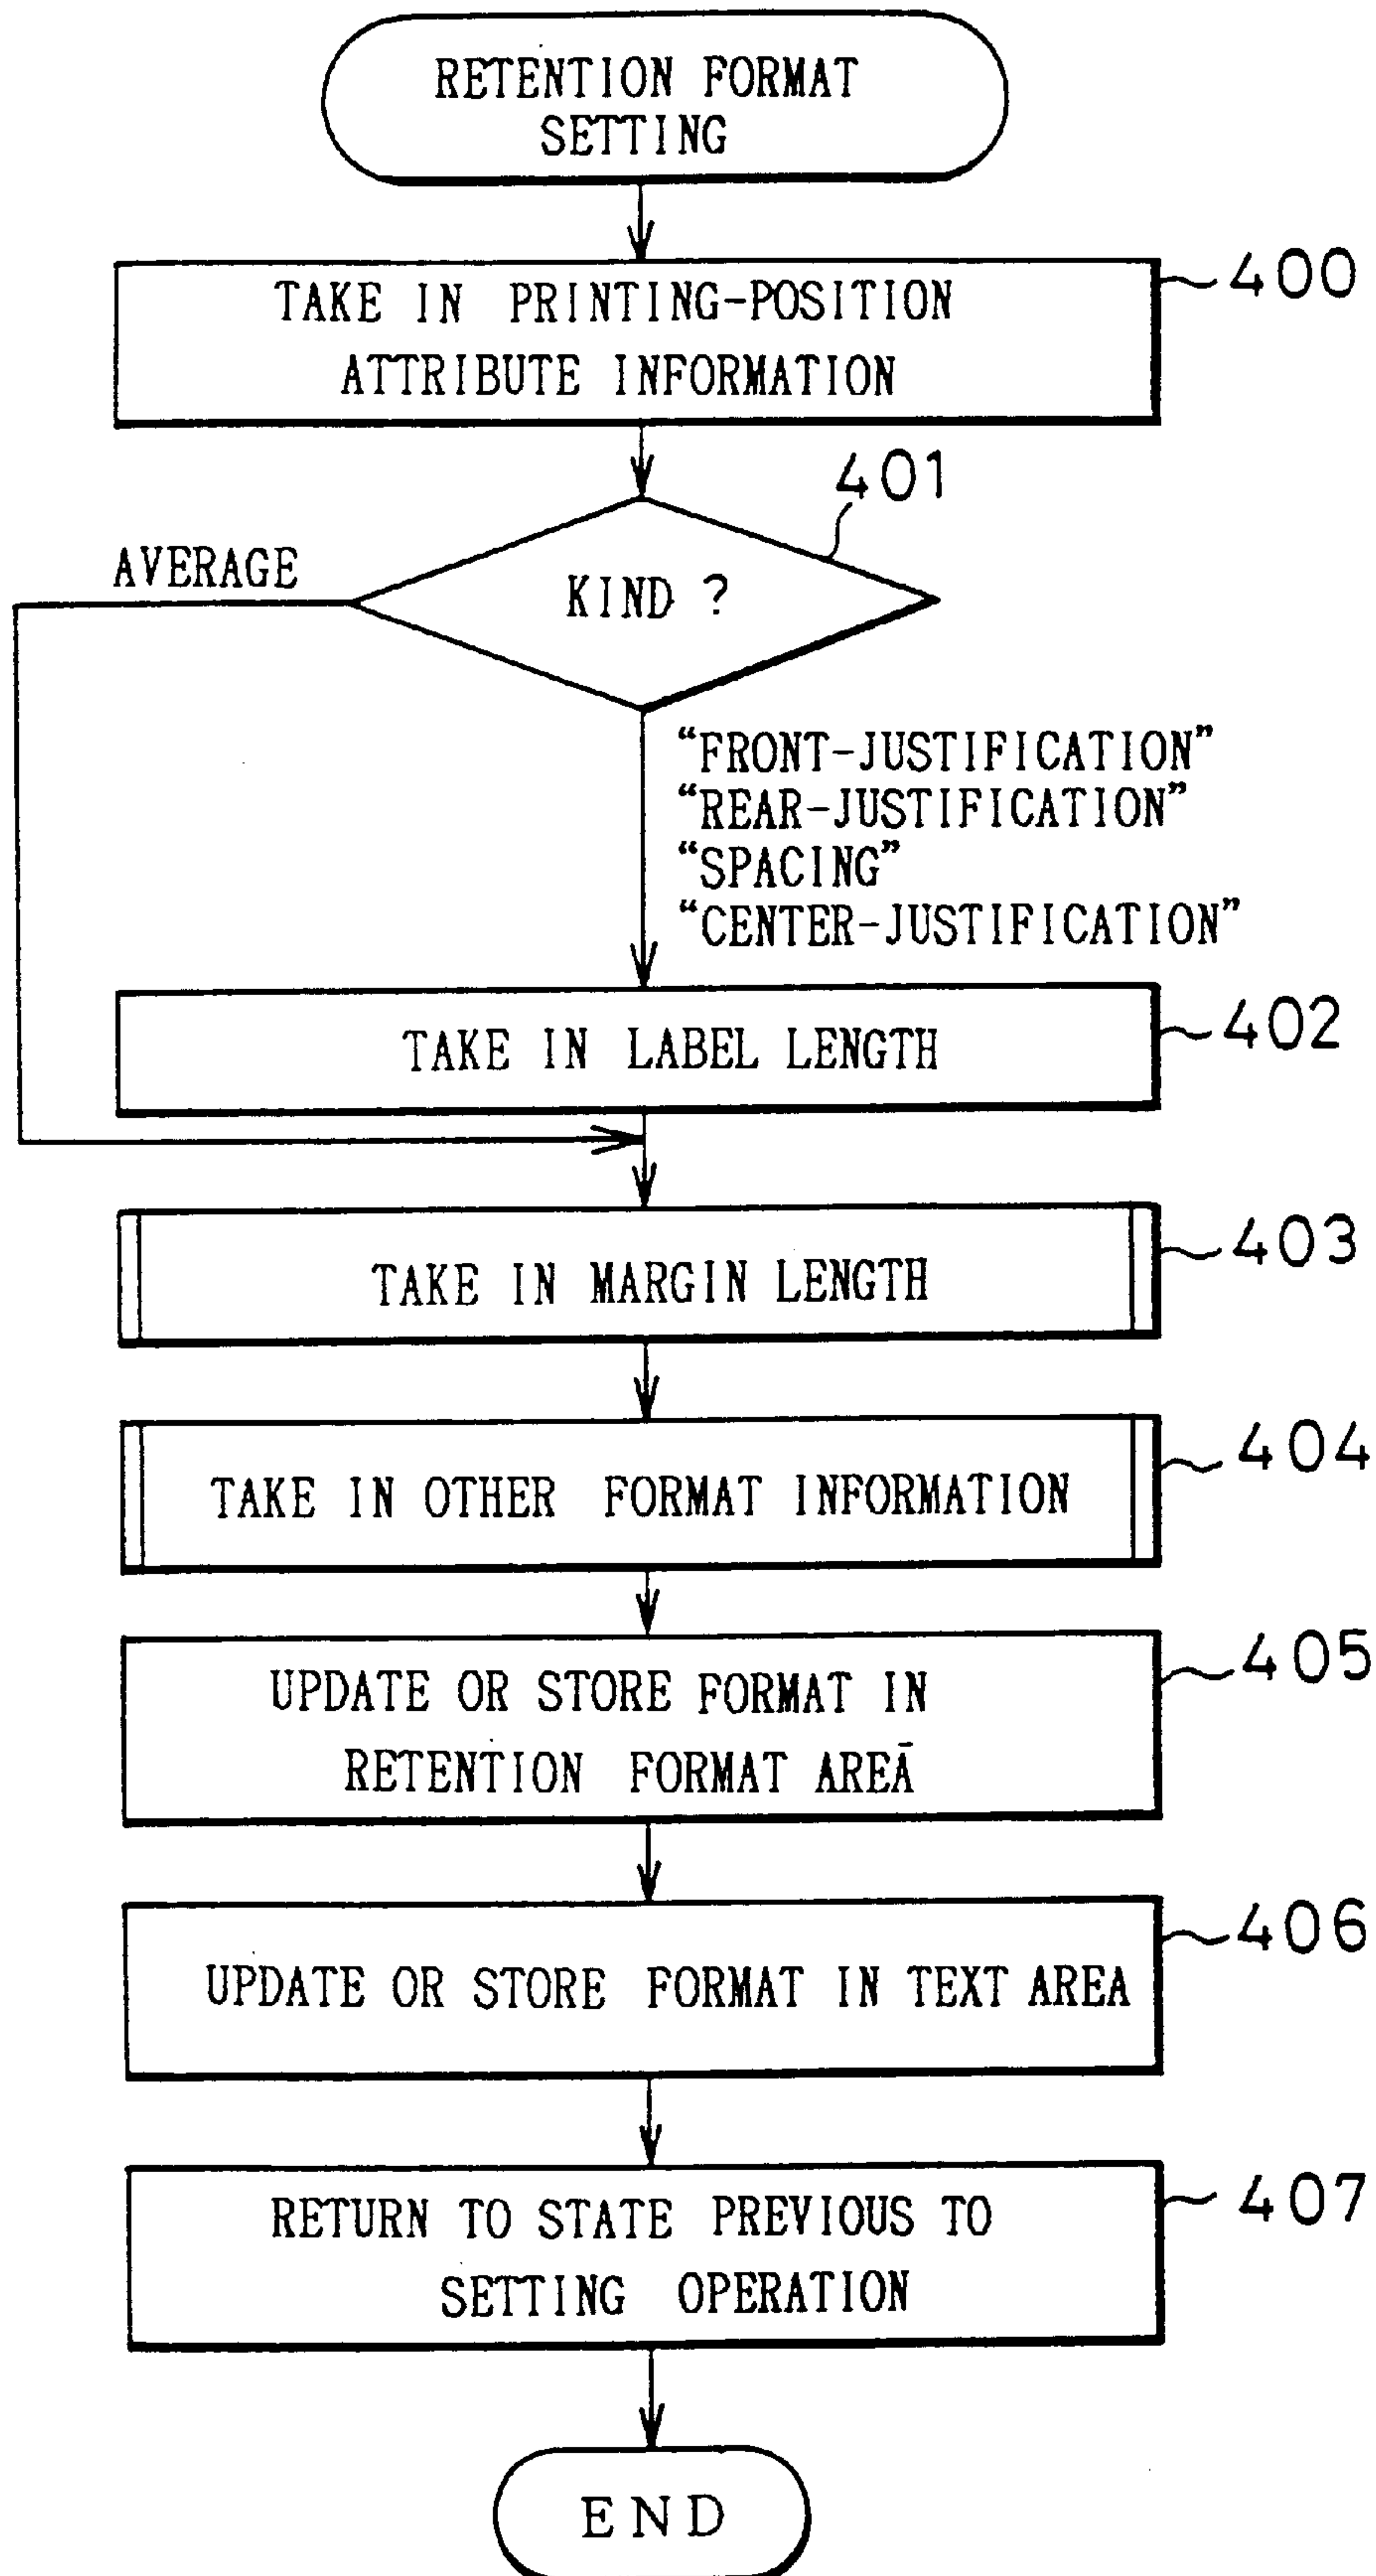 RETENTION FORMAT
SETTING
400
TAKE IN PRINTING-POSITION
ATTRIBUTE INFORMATION
401
AVERAGE
KIND ?
“FRONT-JUSTIFICATION”
“REAR-JUSTIFICATION”
“SPACING”
“CENTER-JUSTIFICATION”
402
TAKE IN LABEL LENGTH
403
TAKE IN MARGIN LENGTH
404
TAKE IN OTHER FORMAT INFORMATION
405
UPDATE OR STORE FORMAT IN
RETENTION FORMAT AREA
406
UPDATE OR STORE FORMAT IN TEXT AREA
407
RETURN TO STATE PREVIOUS TO
SETTING OPERATION
END